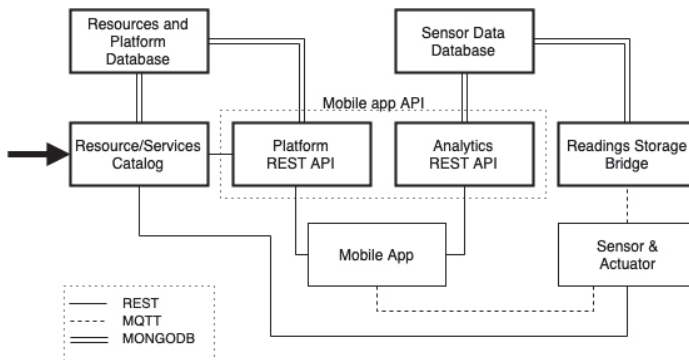 Resources and
Platform
Database
Sensor Data
Database
Mobile app API
Resource/Services
Catalog
Platform
REST API
Analytics
REST API
Readings Storage
Bridge
Mobile App
Sensor &
Actuator
REST
MQTT
MONGODB